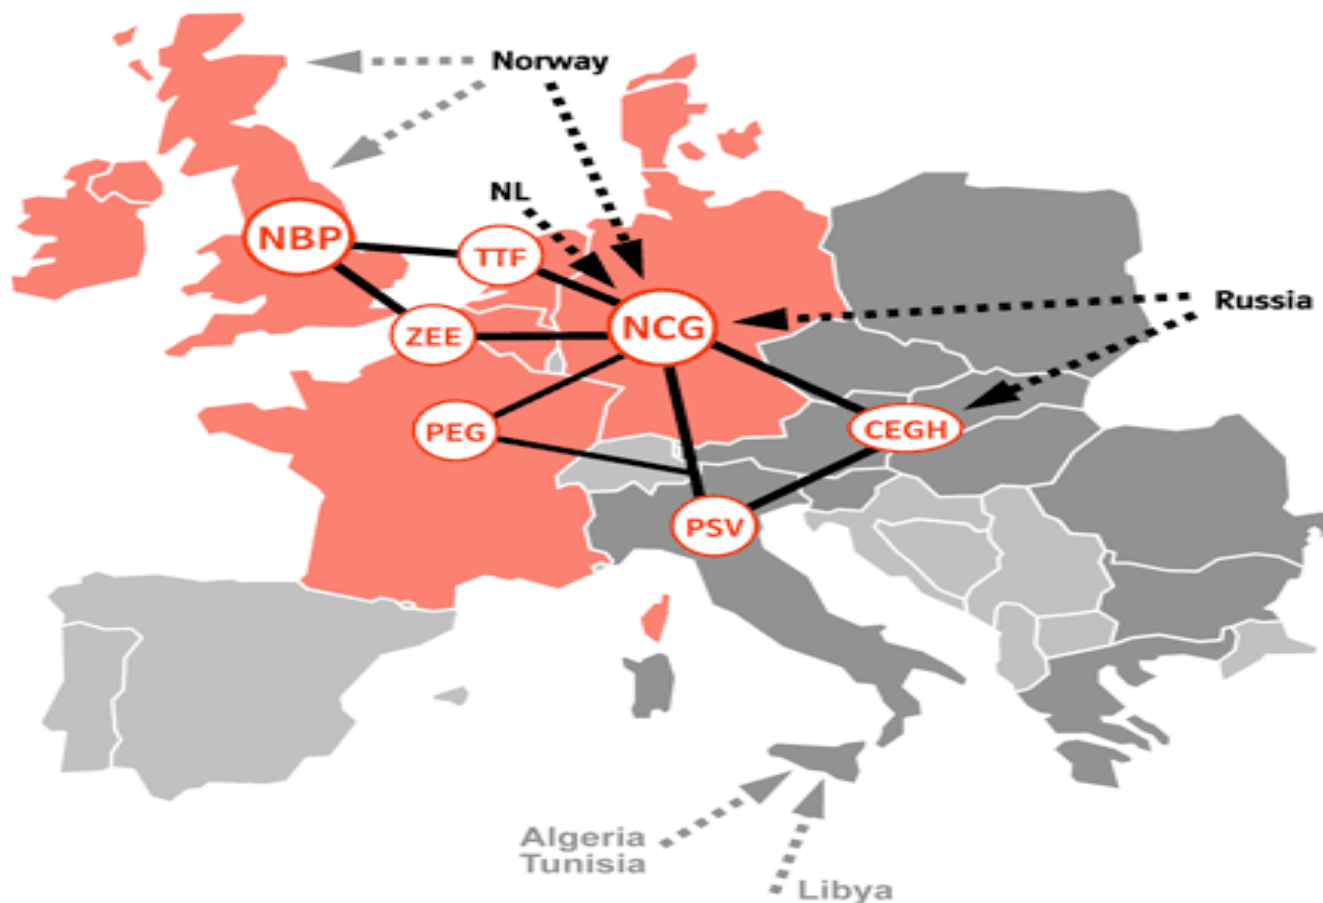 Norway
NL
NBP
TTF
Russia
NCG
ZEE
PEG
CEGH
PSV
Algeria
Tunisia
Libya